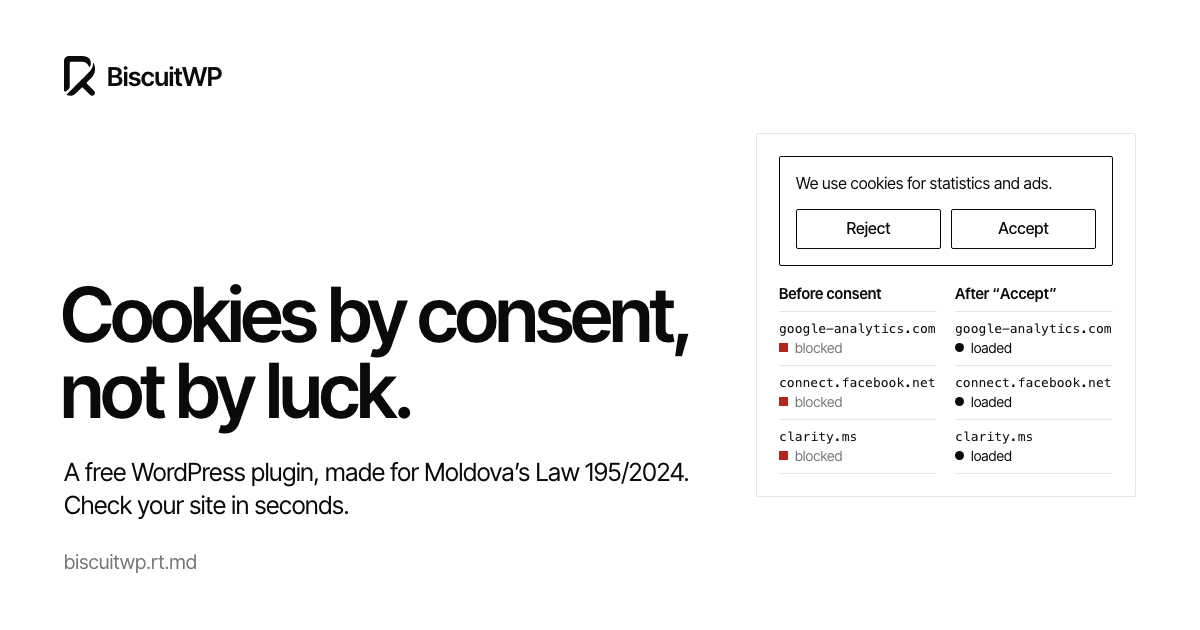 BiscuitWP
Cookies by consent,
not by luck.
A free WordPress plugin, made for Moldova’s Law 195/2024.
Check your site in seconds.
biscuitwp.rt.md
We use cookies for statistics and ads.
Reject
Accept
Before consent
google-analytics.com
blocked
connect.facebook.net
blocked
clarity.ms
blocked
After “Accept”
google-analytics.com
loaded
connect.facebook.net
loaded
clarity.ms
loaded